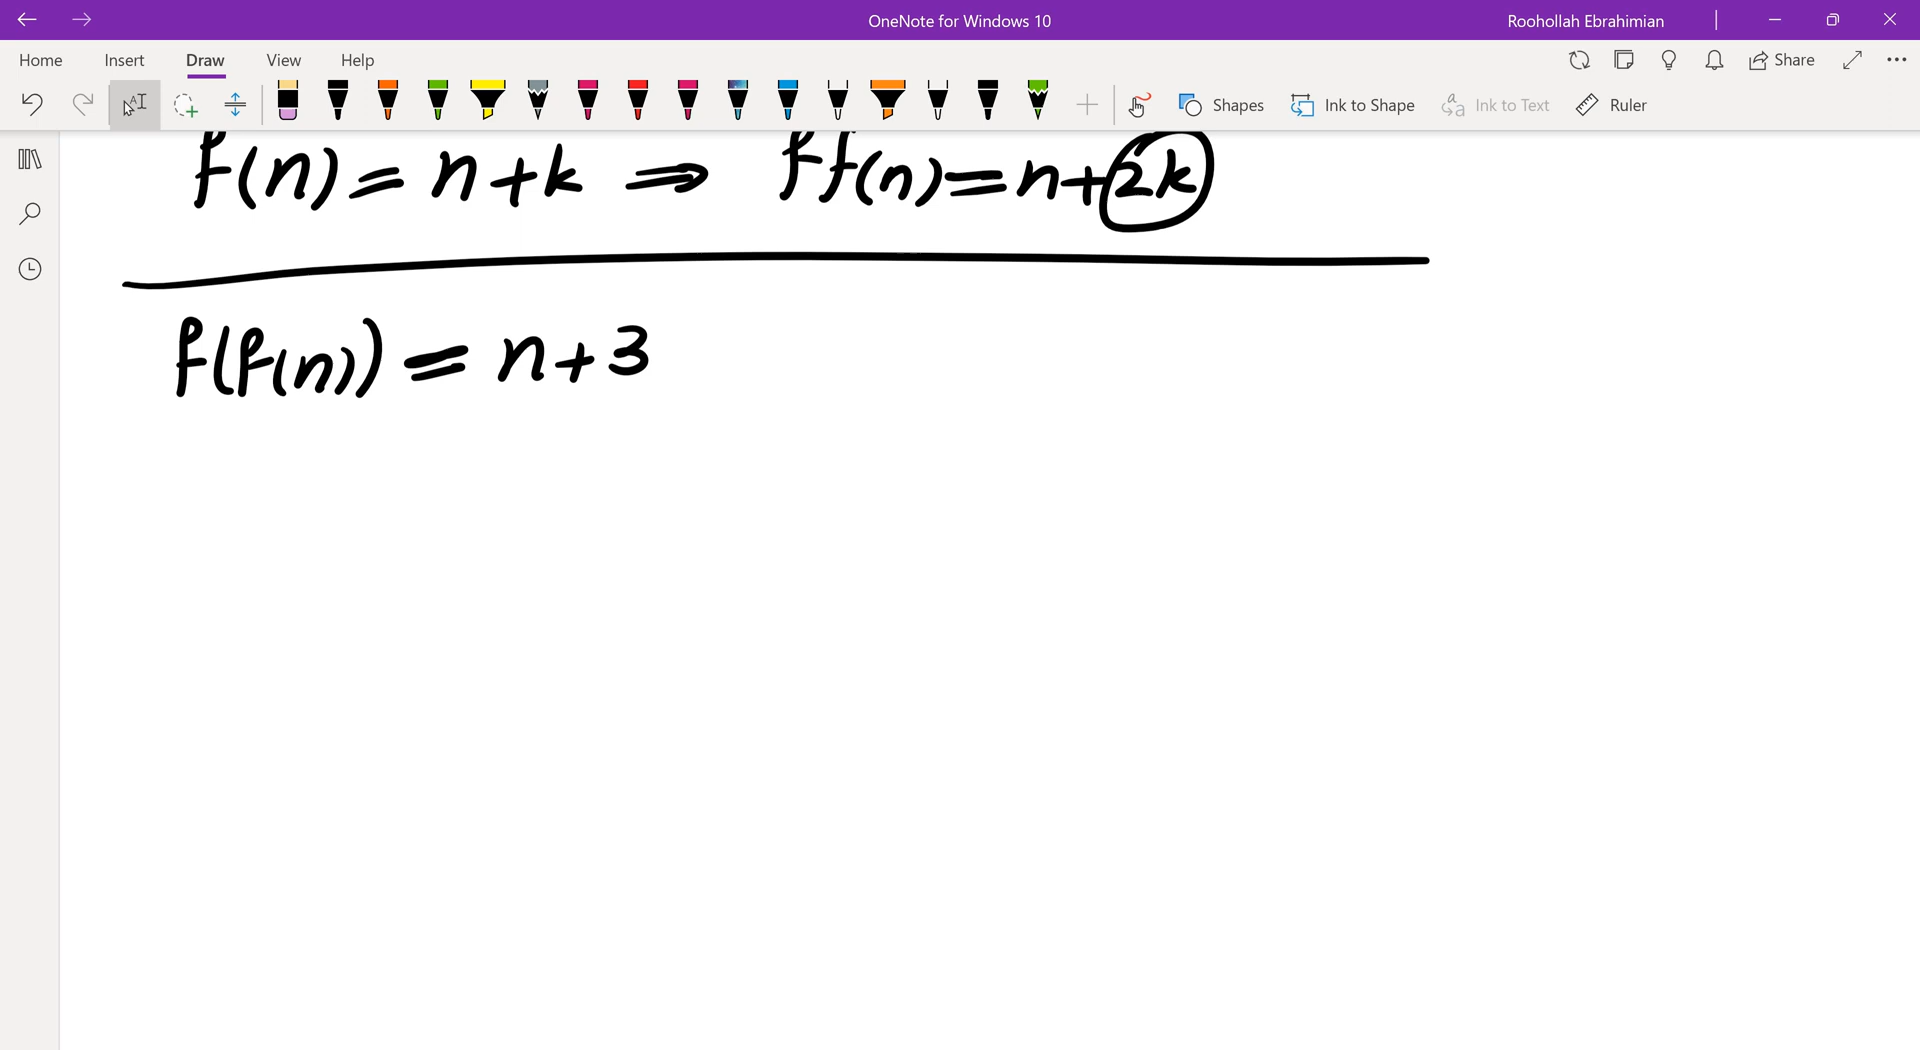 OneNote for Windows 10
Roohollah Ebrahimian
Home Insert Draw View Help
Share
Shapes Ink to Shape Ink to Text Ruler
f(n) = n+k ⇒ ff(n) = n+2k
f(f(n)) = n+3